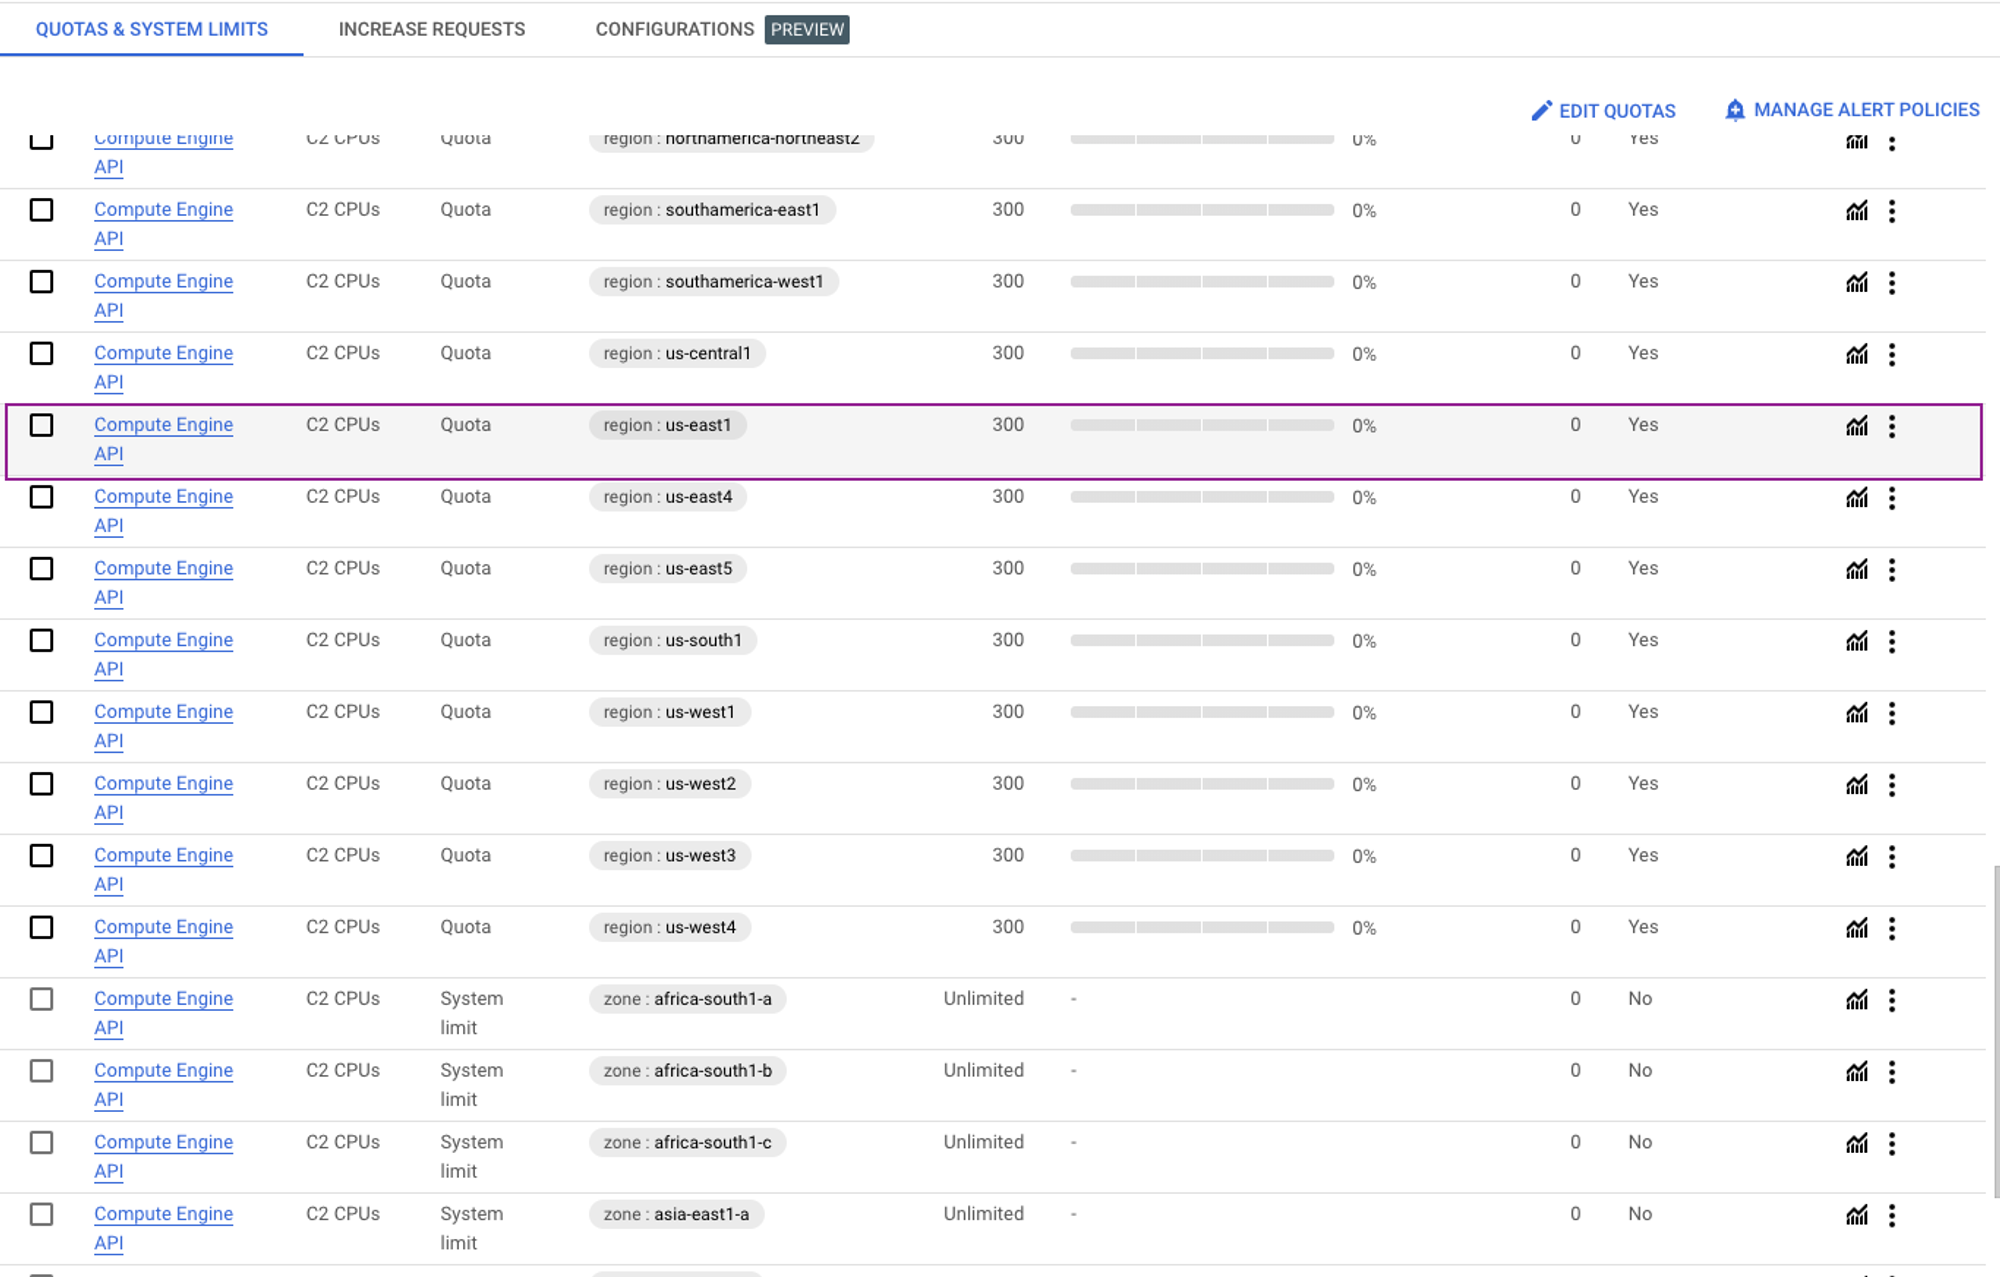 QUOTAS & SYSTEM LIMITS INCREASE REQUESTS CONFIGURATIONS PREVIEW
EDIT QUOTAS MANAGE ALERT POLICIES
Compute Engine C2 CPUs Quota region : northamerica-northeast2 300 0% 0 Yes
API
Compute Engine C2 CPUs Quota region : southamerica-east1 300 0% 0 Yes
API
Compute Engine C2 CPUs Quota region : southamerica-west1 300 0% 0 Yes
API
Compute Engine C2 CPUs Quota region : us-central1 300 0% 0 Yes
API
Compute Engine C2 CPUs Quota region : us-east1 300 0% 0 Yes
API
Compute Engine C2 CPUs Quota region : us-east4 300 0% 0 Yes
API
Compute Engine C2 CPUs Quota region : us-east5 300 0% 0 Yes
API
Compute Engine C2 CPUs Quota region : us-south1 300 0% 0 Yes
API
Compute Engine C2 CPUs Quota region : us-west1 300 0% 0 Yes
API
Compute Engine C2 CPUs Quota region : us-west2 300 0% 0 Yes
API
Compute Engine C2 CPUs Quota region : us-west3 300 0% 0 Yes
API
Compute Engine C2 CPUs Quota region : us-west4 300 0% 0 Yes
API
Compute Engine C2 CPUs System zone : africa-south1-a Unlimited - 0 No
API limit
Compute Engine C2 CPUs System zone : africa-south1-b Unlimited - 0 No
API limit
Compute Engine C2 CPUs System zone : africa-south1-c Unlimited - 0 No
API limit
Compute Engine C2 CPUs System zone : asia-east1-a Unlimited - 0 No
API limit